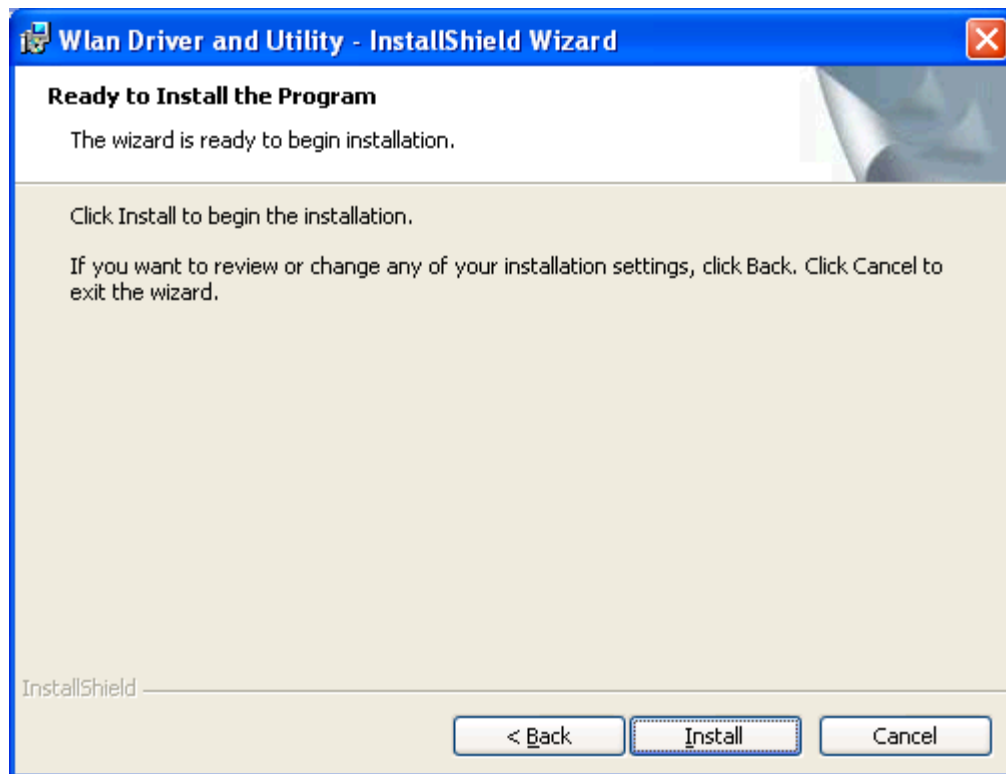 Wlan Driver and Utility - InstallShield Wizard
Ready to Install the Program
The wizard is ready to begin installation.
Click Install to begin the installation.
If you want to review or change any of your installation settings, click Back. Click Cancel to
exit the wizard.
InstallShield
< Back
Install
Cancel